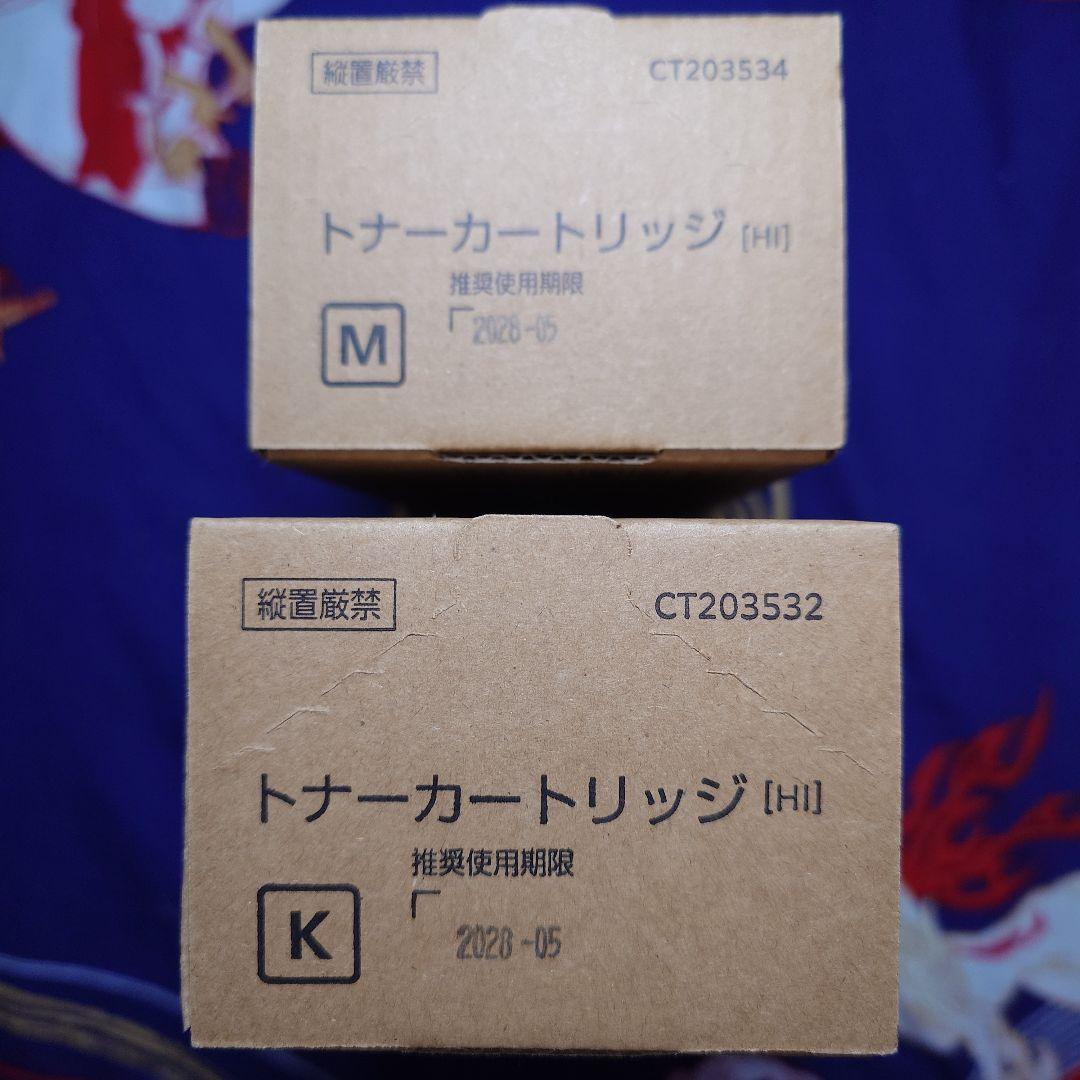 縦置厳禁
CT203534
トナーカートリッジ [HI]
推奨使用期限
2028-05
M
縦置厳禁
CT203532
トナーカートリッジ [HI]
推奨使用期限
2028-05
K